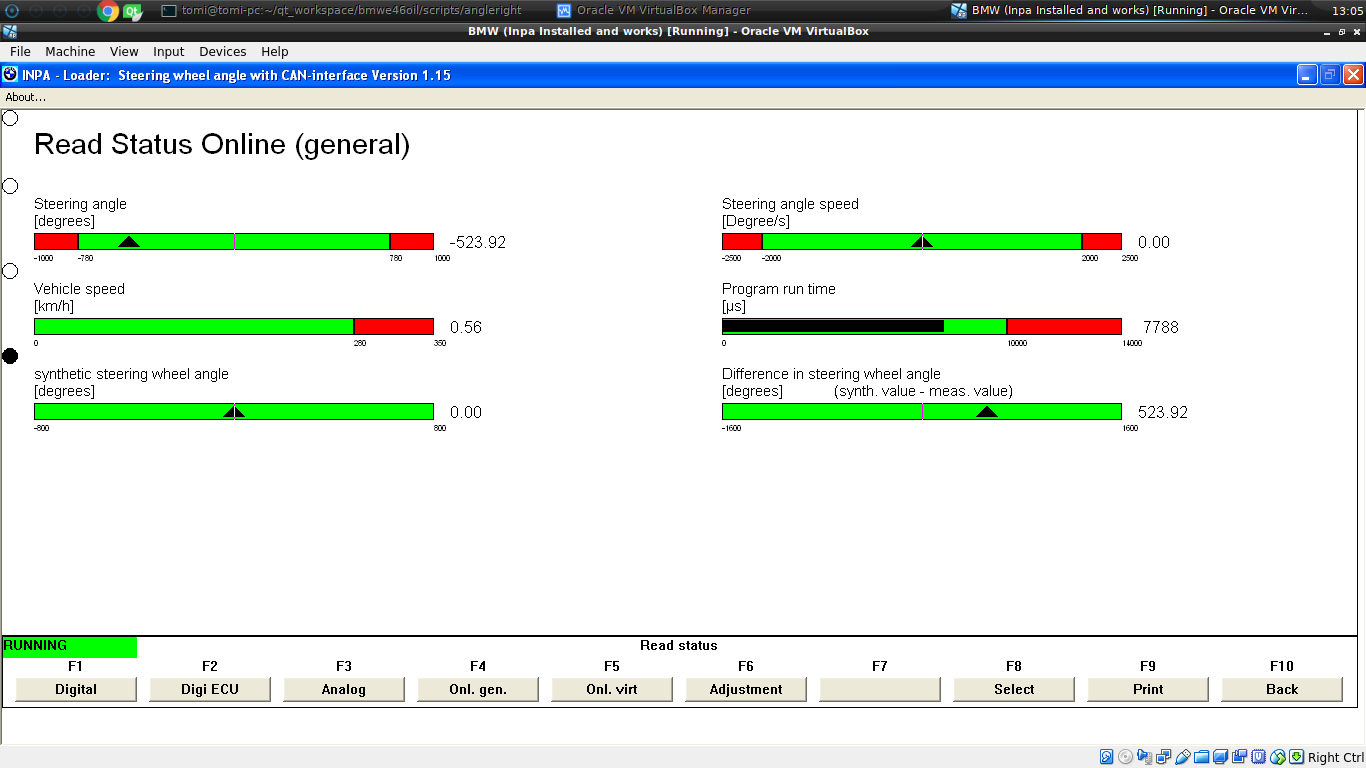 tomi@tomi-pc:~/qt_workspace/bmwe46oil/scripts/angleright
Oracle VM VirtualBox Manager
BMW (Inpa Installed and works) [Running] - Oracle VM Vir...
13:05
BMW (Inpa Installed and works) [Running] - Oracle VM VirtualBox
File Machine View Input Devices Help
INPA - Loader: Steering wheel angle with CAN-interface Version 1.15
About...
Read Status Online (general)
Steering angle
[degrees]
-523.92
-1000 -780 780 1000
Steering angle speed
[Degree/s]
0.00
-2500 -2000 2000 2500
Vehicle speed
[km/h]
0.56
0 280 350
Program run time
[µs]
7788
0 10000 14000
synthetic steering wheel angle
[degrees]
0.00
-800 800
Difference in steering wheel angle
[degrees] (synth. value - meas. value)
523.92
-1600 1600
RUNNING
Read status
F1 F2 F3 F4 F5 F6 F7 F8 F9 F10
Digital Digi ECU Analog Onl. gen. Onl. virt Adjustment Select Print Back
Right Ctrl